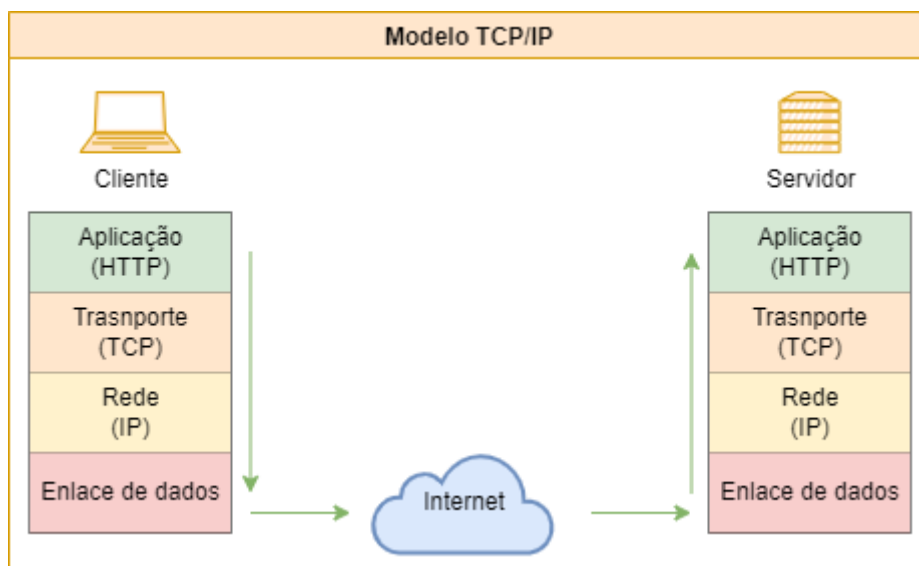 Modelo TCP/IP
Cliente
Servidor
Aplicação
(HTTP)
Trasnporte
(TCP)
Rede
(IP)
Enlace de dados
Internet
Aplicação
(HTTP)
Trasnporte
(TCP)
Rede
(IP)
Enlace de dados